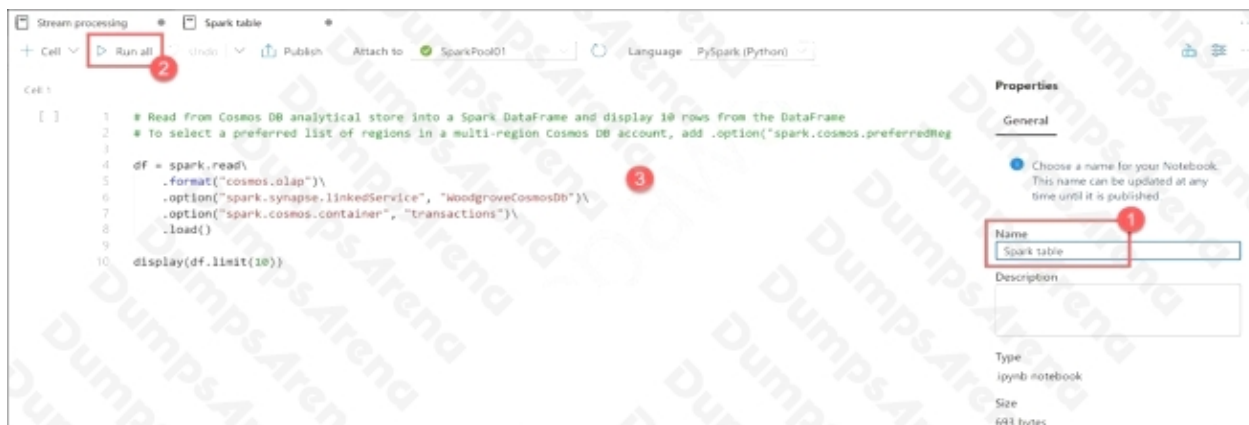 Stream processing
Spark table
+ Cell
Run all
Undo
Publish
Attach to
SparkPool01
Language
PySpark (Python)
Cell 1
[ ]
1 # Read from Cosmos DB analytical store into a Spark DataFrame and display 10 rows from the DataFrame
2 # To select a preferred list of regions in a multi-region Cosmos DB account, add .option("spark.cosmos.preferredReg
3
4 df = spark.read\
5 .format("cosmos.olap")\
6 .option("spark.synapse.linkedService", "WoodgroveCosmosDb")\
7 .option("spark.cosmos.container", "transactions")\
8 .load()
9
10 display(df.limit(10))
2
3
Properties
General
Choose a name for your Notebook.
This name can be updated at any
time until it is published.
1
Name
Spark table
Description
Type
ipynb notebook
Size
693 bytes
DumpsArena